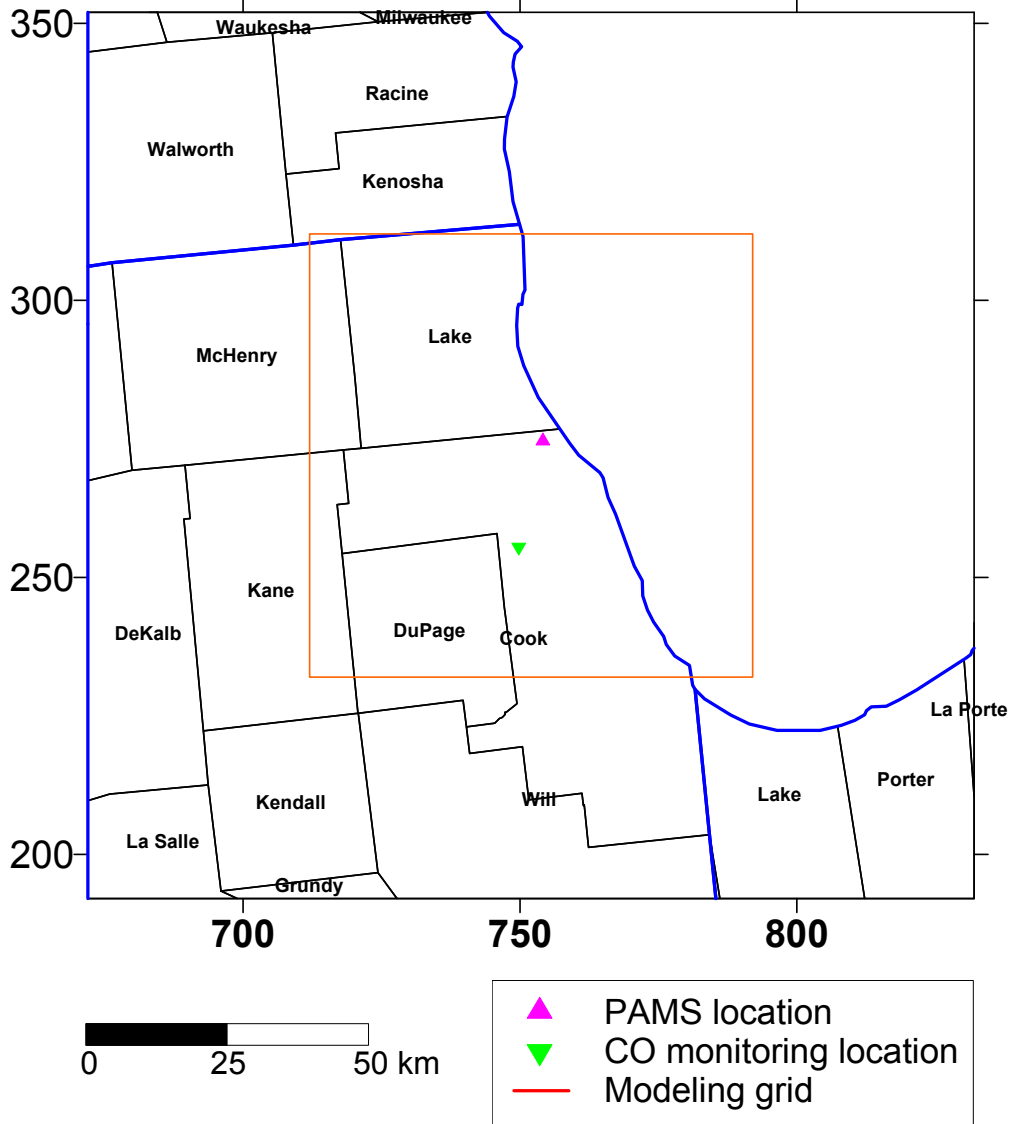 350
Waukesha
Milwaukee
Racine
Walworth
Kenosha
300
Lake
McHenry
250
Kane
DeKalb
DuPage
Cook
La Porte
Porter
Lake
Kendall
Will
La Salle
200
Grundy
700 750 800
0 25 50 km
PAMS location
CO monitoring location
Modeling grid